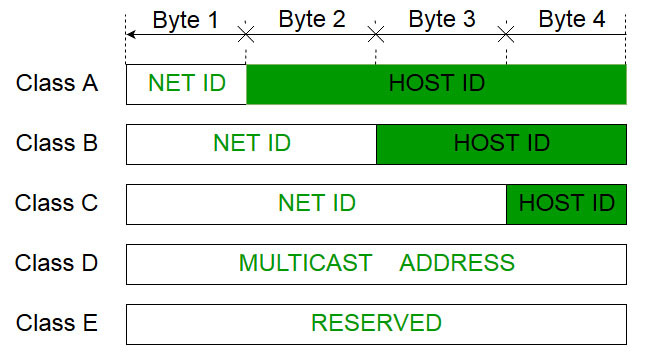 Byte 1 Byte 2 Byte 3 Byte 4
Class A NET ID HOST ID
Class B NET ID HOST ID
Class C NET ID HOST ID
Class D MULTICAST ADDRESS
Class E RESERVED